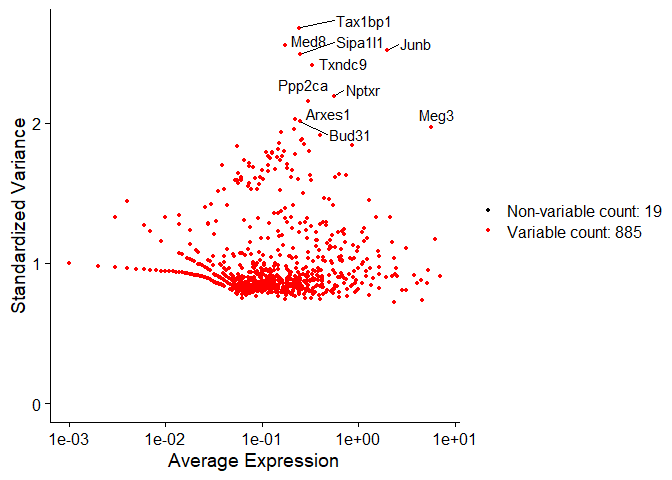 Tax1bp1
Med8
Sipa1l1
Junb
Txndc9
Ppp2ca
Nptxr
Arxes1
Meg3
Bud31
Standardized Variance
2
1
0
Non-variable count: 19
Variable count: 885
1e-03
1e-02
1e-01
1e+00
1e+01
Average Expression